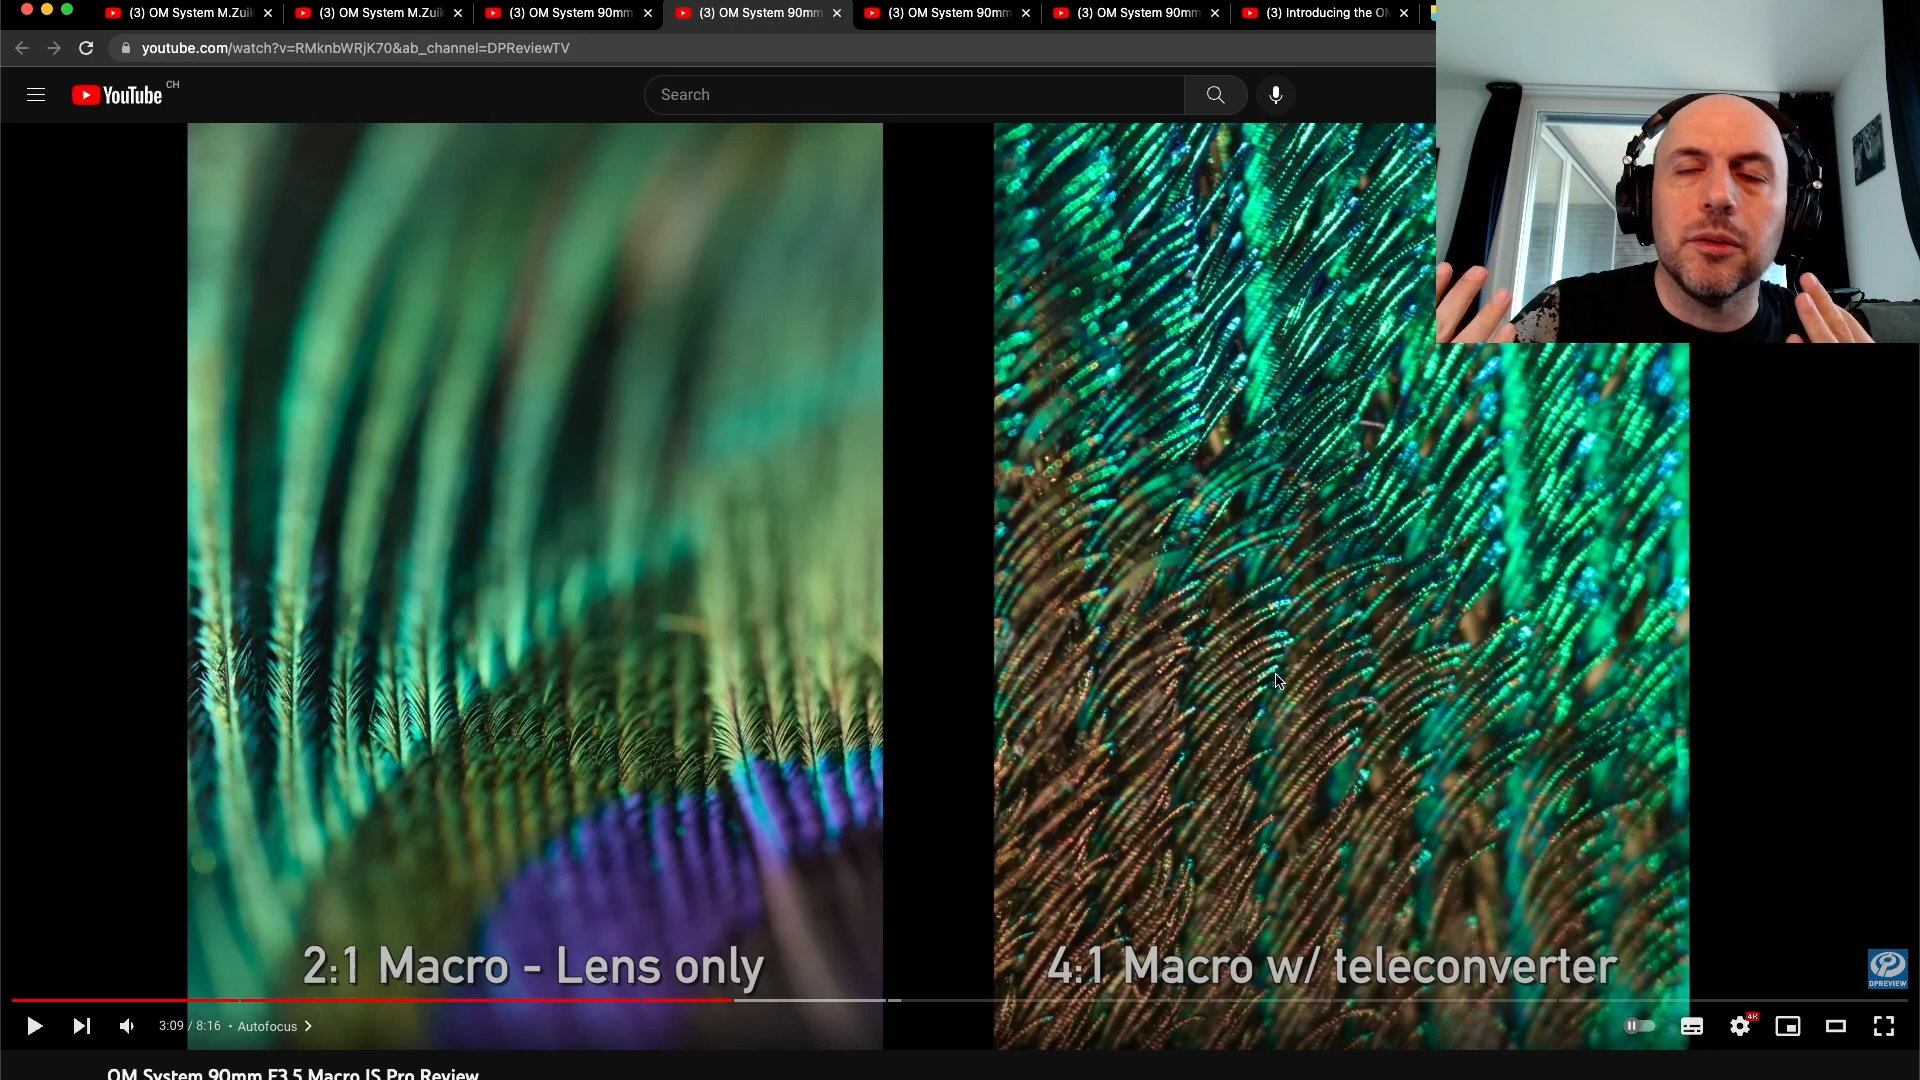 (3) OM System M.Zuik
(3) OM System M.Zuik
(3) OM System 90mm
(3) OM System 90mm
(3) OM System 90mm
(3) OM System 90mm
(3) Introducing the OM
youtube.com/watch?v=RMknbWRjK70&ab_channel=DPReviewTV
YouTube CH
Search
2:1 Macro - Lens only
4:1 Macro w/ teleconverter
DPREVIEW
3:09 / 8:16 • Autofocus
4K
OM System 90mm F3.5 Macro IS Pro Review